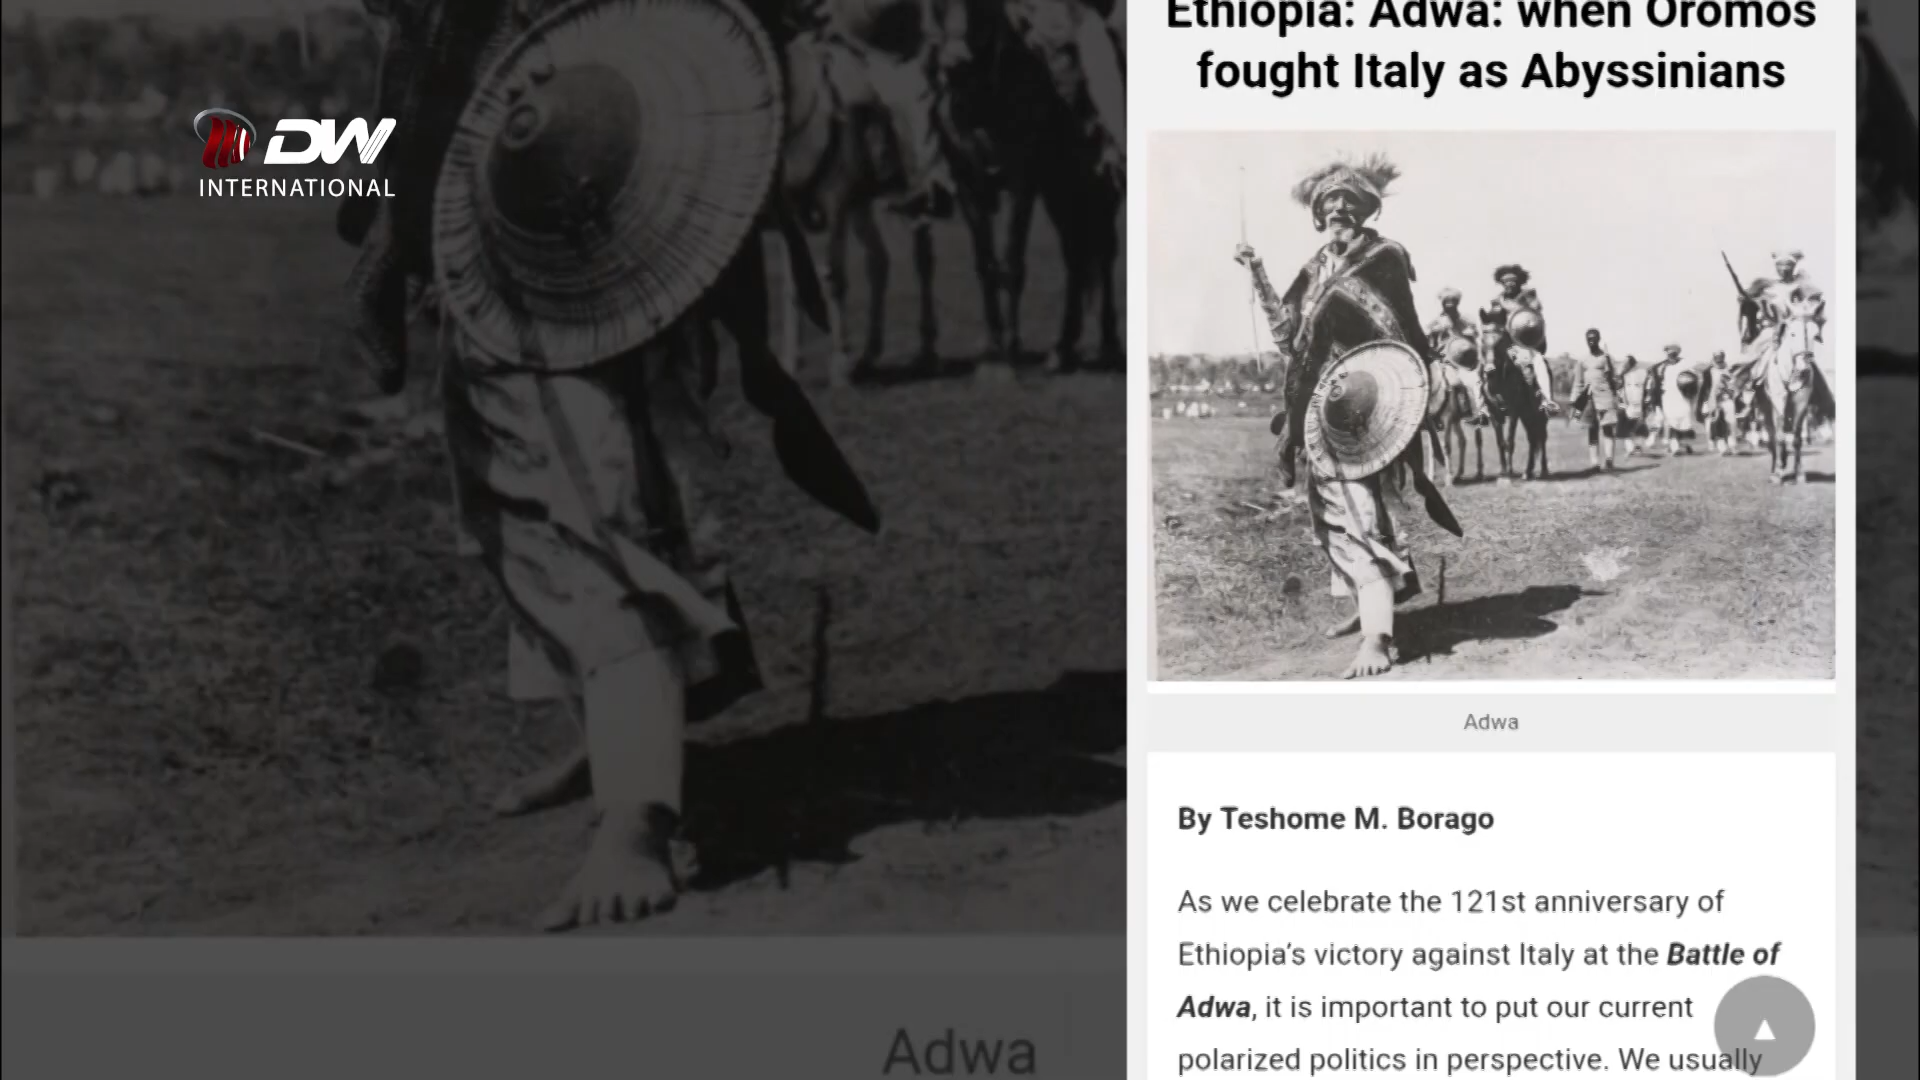 DW
INTERNATIONAL
Ethiopia: Adwa: when Oromos
fought Italy as Abyssinians
Adwa
By Teshome M. Borago
As we celebrate the 121st anniversary of
Ethiopia's victory against Italy at the Battle of
Adwa, it is important to put our current
polarized politics in perspective. We usually
Adwa